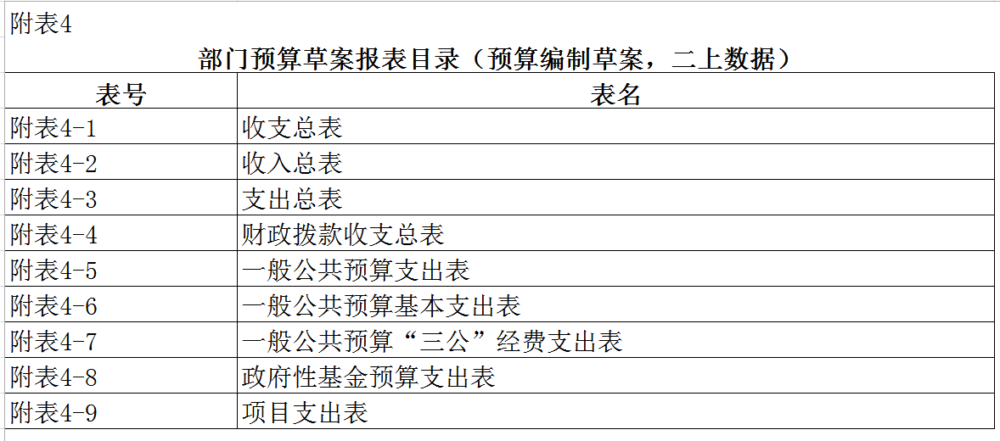 附表4
部门预算草案报表目录（预算编制草案，二上数据）
表号 表名
附表4-1 收支总表
附表4-2 收入总表
附表4-3 支出总表
附表4-4 财政拨款收支总表
附表4-5 一般公共预算支出表
附表4-6 一般公共预算基本支出表
附表4-7 一般公共预算“三公”经费支出表
附表4-8 政府性基金预算支出表
附表4-9 项目支出表